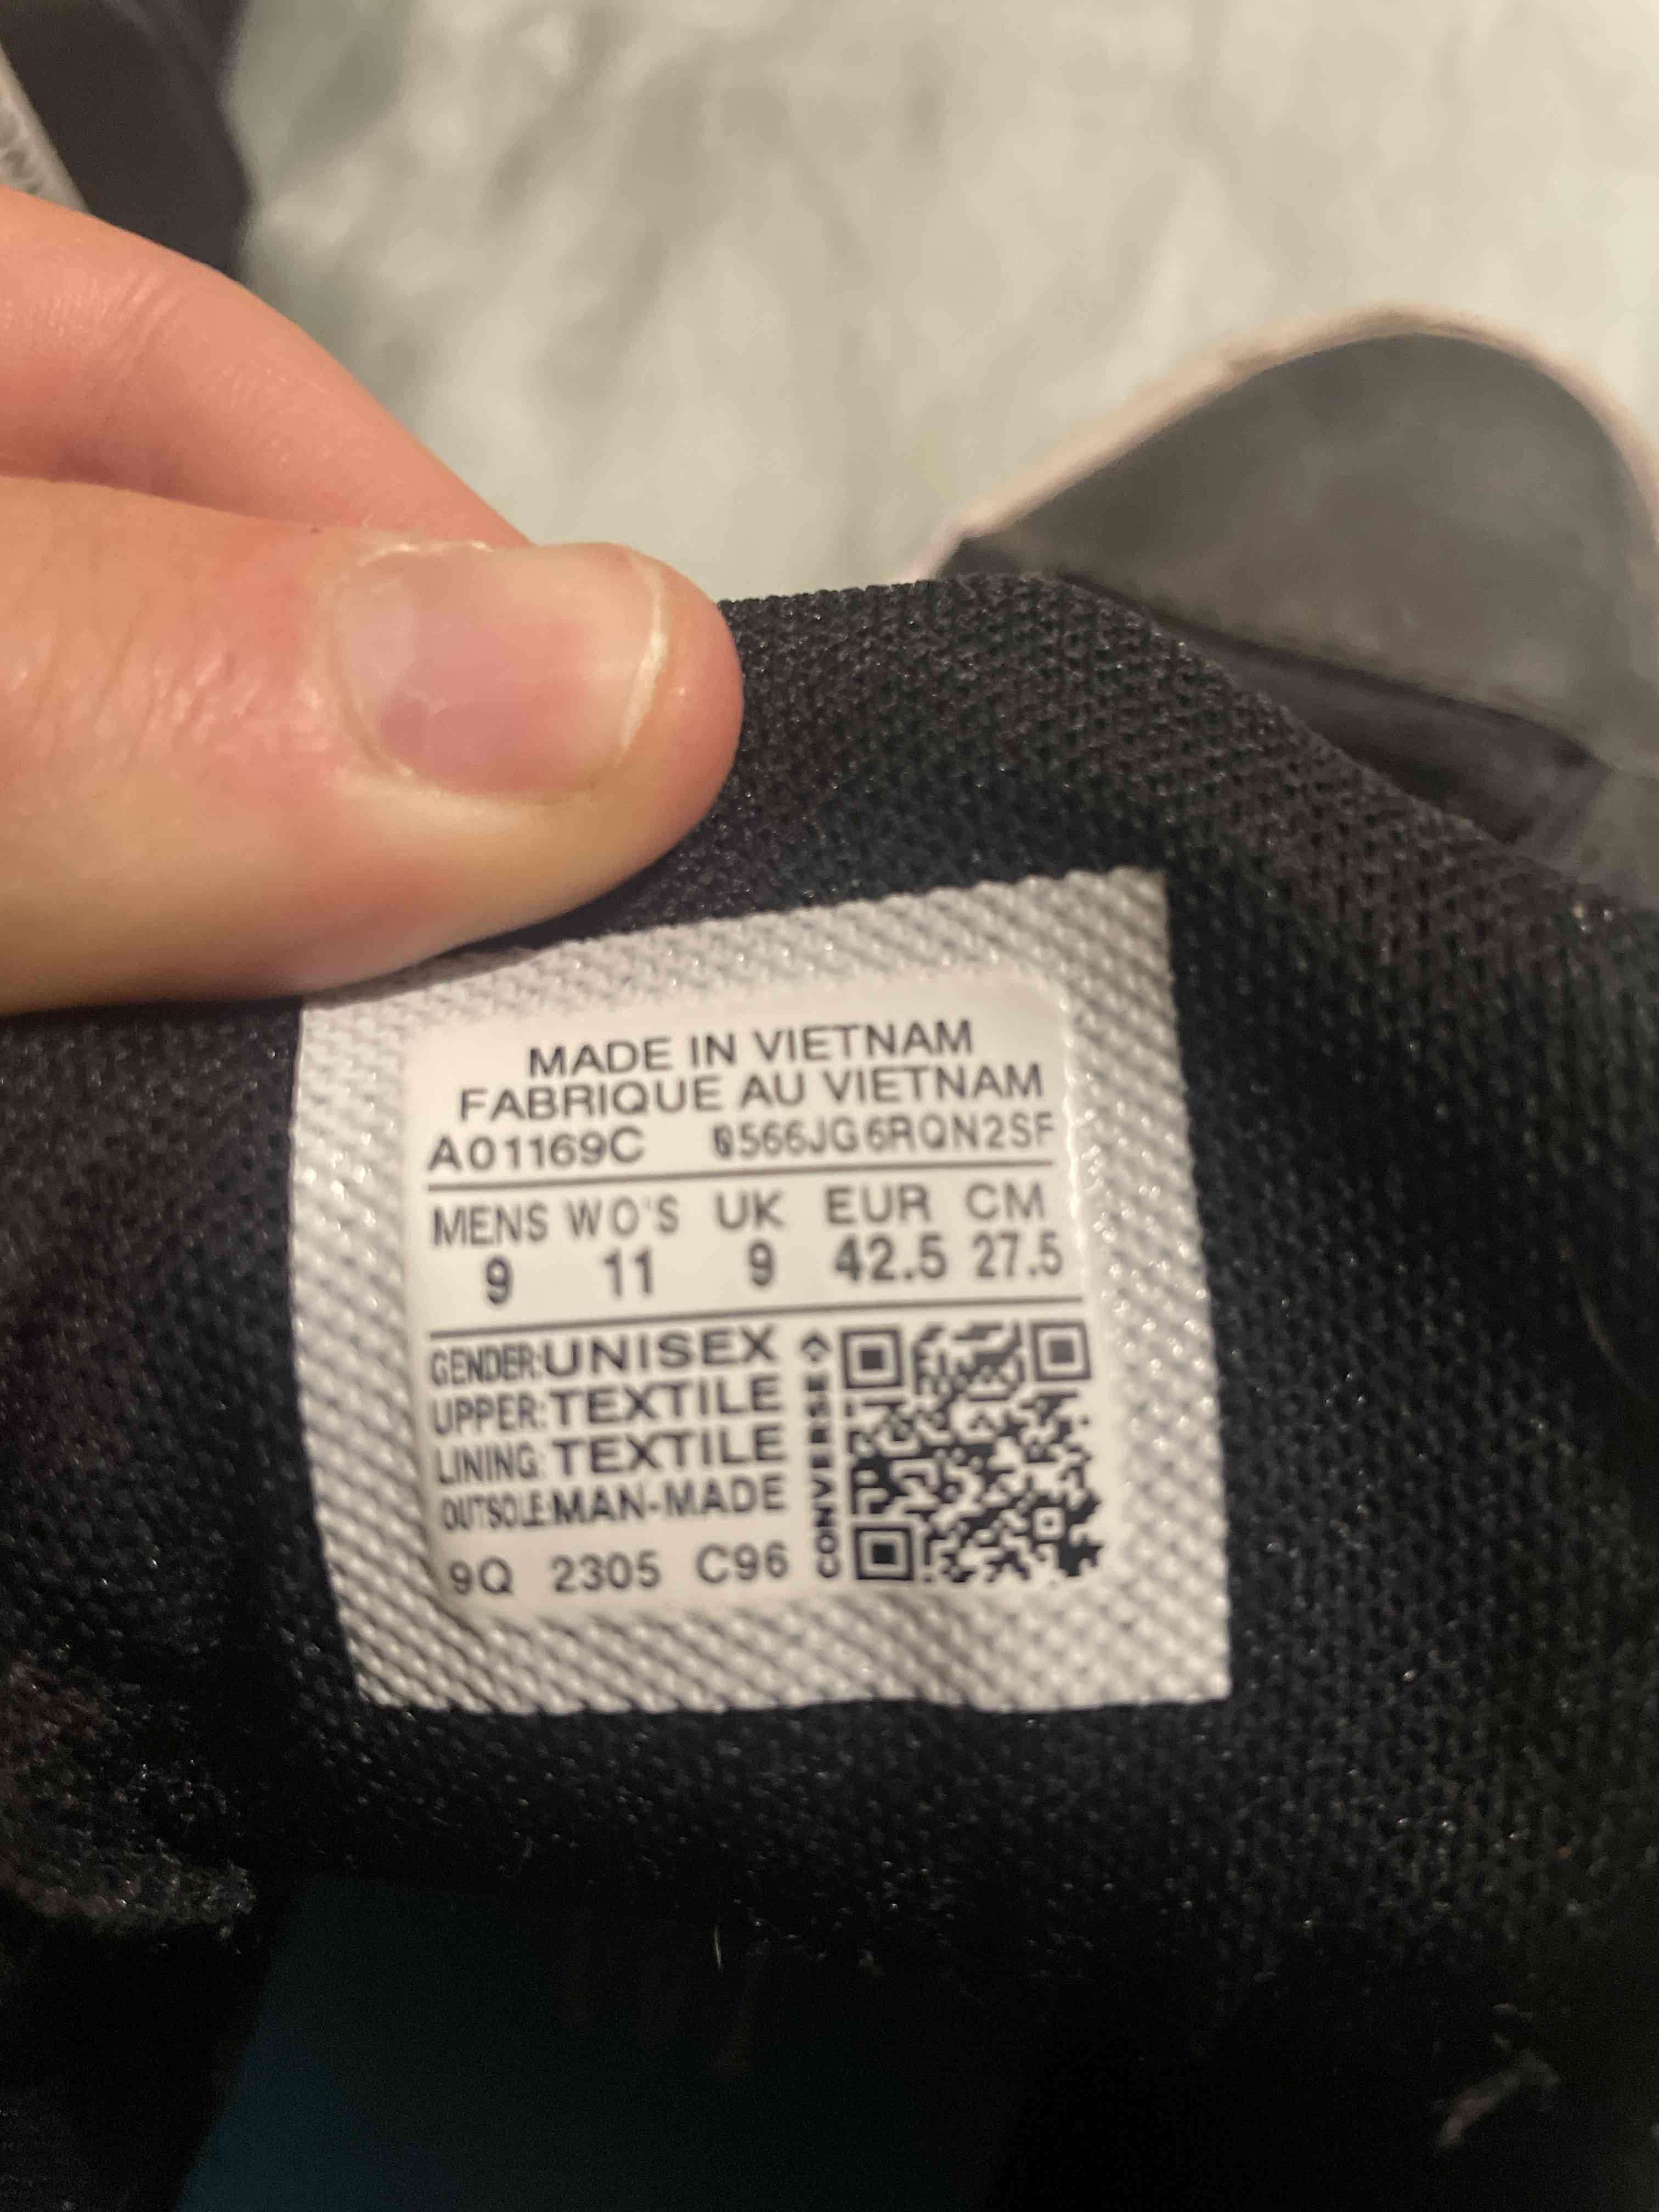 MADE IN VIETNAM
FABRIQUE AU VIETNAM
A01169C 0566JG6RQN2SF
MENS WO'S UK EUR CM
9 11 9 42.5 27.5
GENDER:UNISEX
UPPER:TEXTILE
LINING:TEXTILE
OUTSOLE:MAN-MADE
9Q 2305 C96
CONVERSE